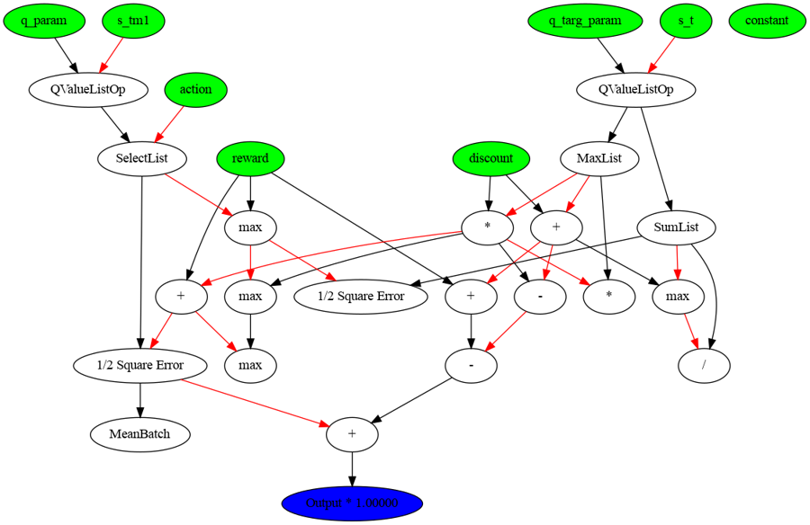 q_param
s_tm1
q_targ_param
s_t
constant
QValueListOp
action
QValueListOp
SelectList
reward
discount
MaxList
max
*
+
SumList
+
max
1/2 Square Error
+
-
*
max
1/2 Square Error
max
-
/
MeanBatch
+
Output * 1.00000